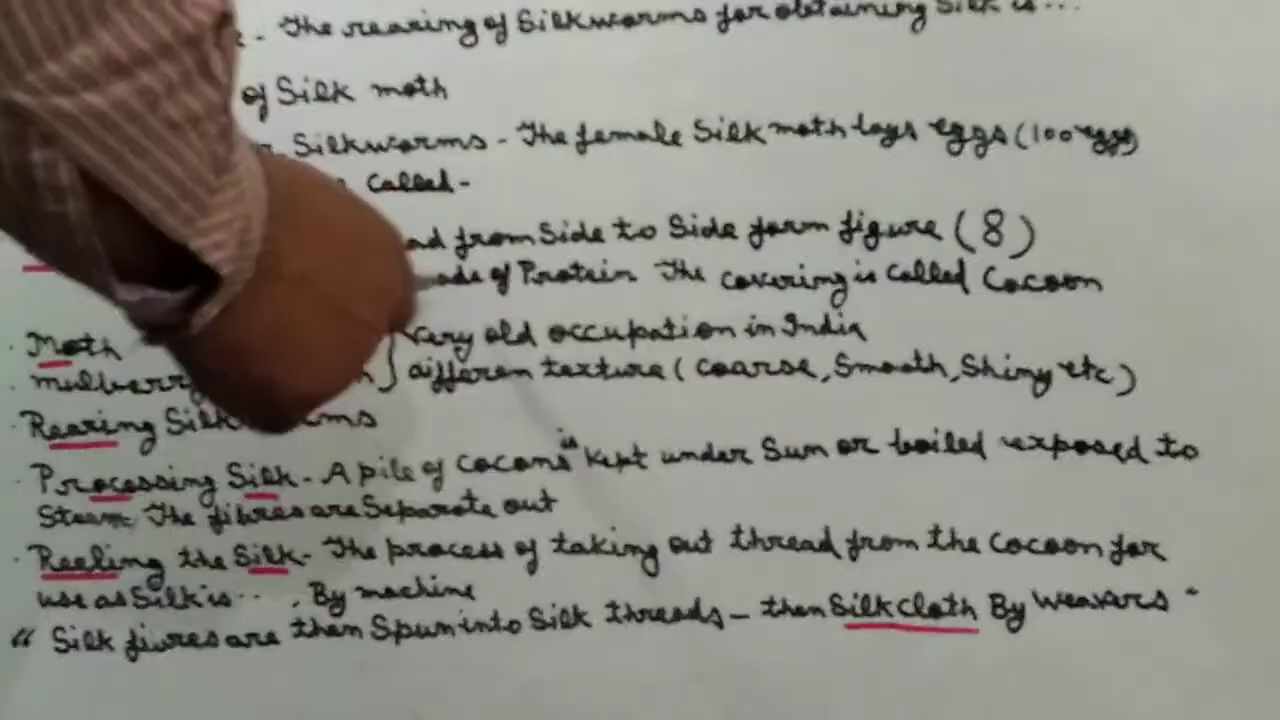 . The rearing of Silkworms for obtaining Silk is...
of Silk moth
Silkworms - The female Silk moth lays eggs (100 eggs)
called -
from Side to Side form figure (8)
of Protein The covering is called Cocoon
. Moth
Very old occupation in India
. mulberry
differen texture (coarse, Smooth, Shiny etc)
Rearing Silk
. Processing Silk - A pile of cocons is kept under Sun or boiled exposed to
Steam. The fibres are Separate out
. Reeling the Silk - The process of taking out thread from the cocoon for
use as Silk is ... . By machine
" Silk fivres are then Spun into Silk threads - then Silk cloth By Weavers "